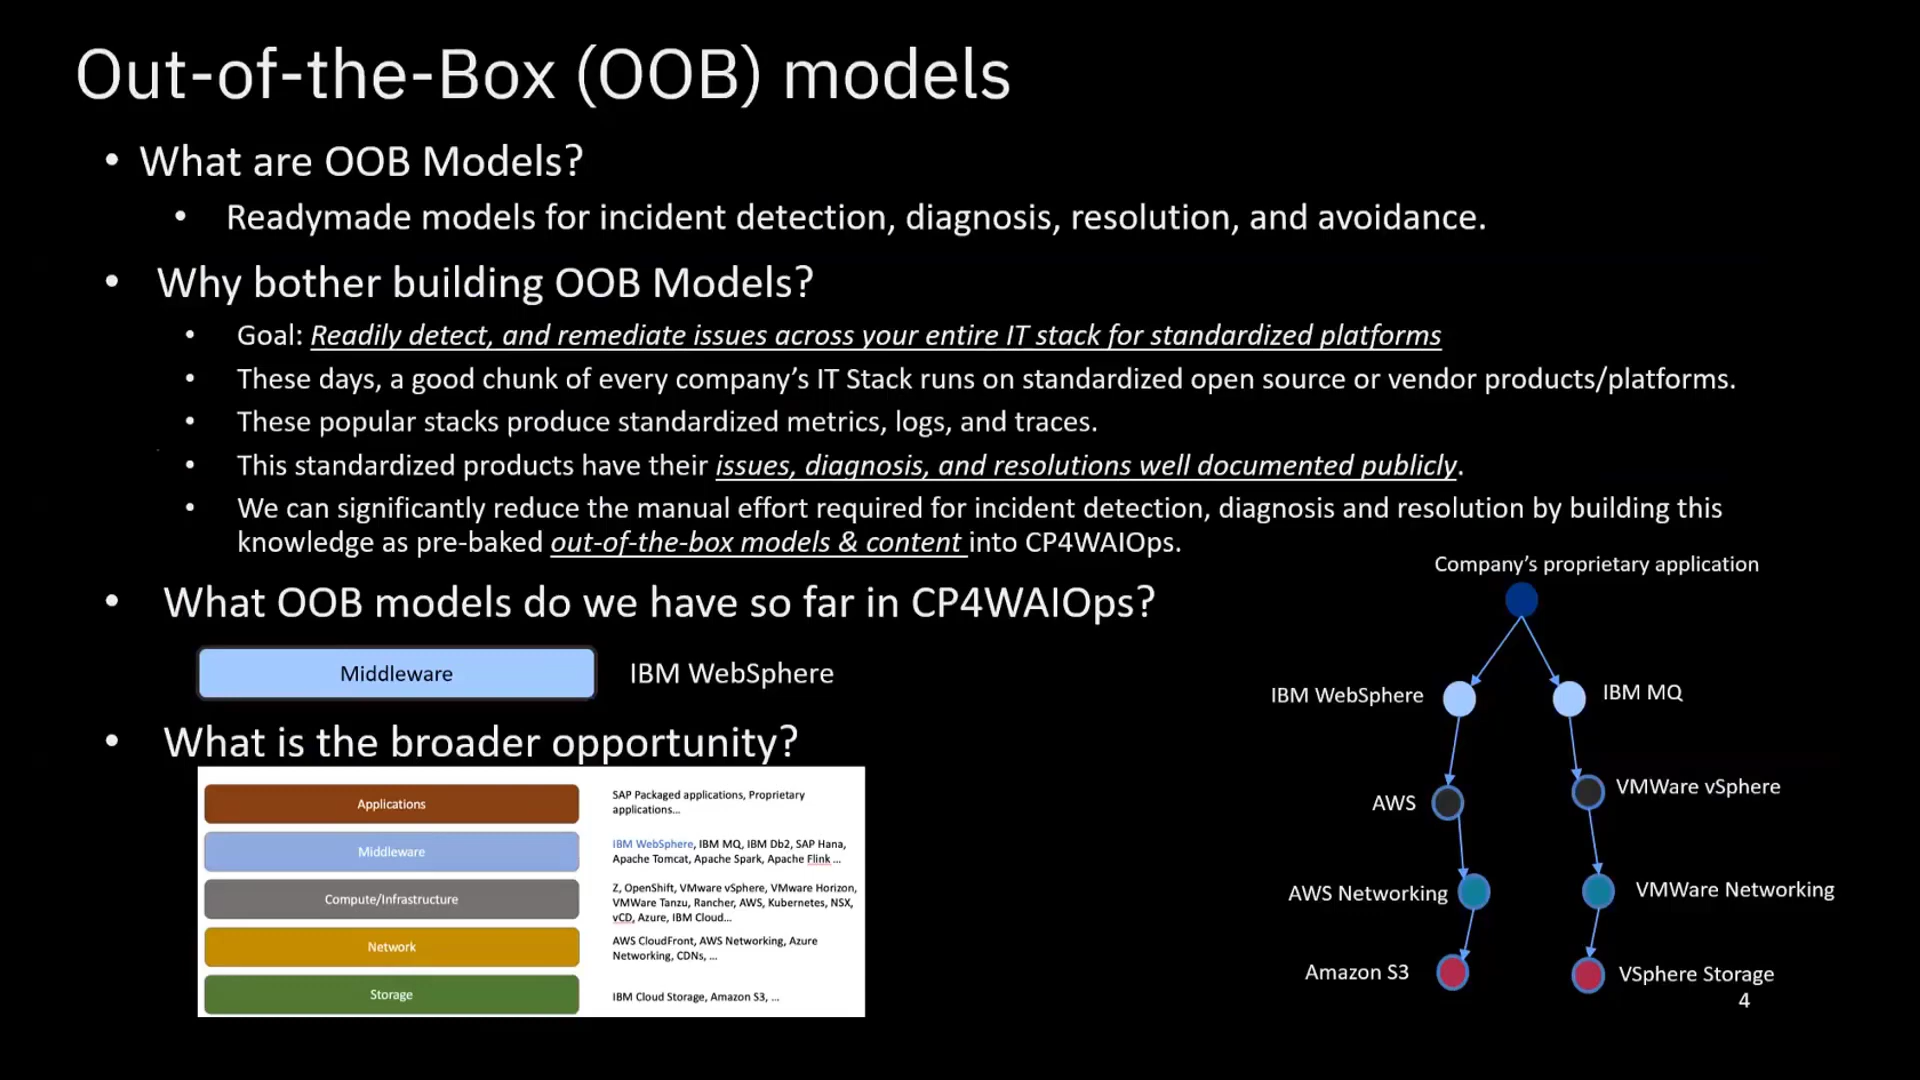 Out-of-the-Box (OOB) models
• What are OOB Models?
• Readymade models for incident detection, diagnosis, resolution, and avoidance.
• Why bother building OOB Models?
• Goal: Readily detect, and remediate issues across your entire IT stack for standardized platforms
• These days, a good chunk of every company's IT Stack runs on standardized open source or vendor products/platforms.
• These popular stacks produce standardized metrics, logs, and traces.
• This standardized products have their issues, diagnosis, and resolutions well documented publicly.
• We can significantly reduce the manual effort required for incident detection, diagnosis and resolution by building this
knowledge as pre-baked out-of-the-box models & content into CP4WAIOps.
• What OOB models do we have so far in CP4WAIOps?
Middleware IBM WebSphere
• What is the broader opportunity?
Applications
SAP Packaged applications, Proprietary
applications...
Middleware
IBM WebSphere, IBM MQ, IBM Db2, SAP Hana,
Apache Tomcat, Apache Spark, Apache Flink ...
Compute/Infrastructure
Z, OpenShift, VMware vSphere, VMware Horizon,
VMWare Tanzu, Rancher, AWS, Kubernetes, NSX,
vCD, Azure, IBM Cloud...
Network
AWS CloudFront, AWS Networking, Azure
Networking, CDNs, ...
Storage
IBM Cloud Storage, Amazon S3, ...
Company's proprietary application
IBM WebSphere
IBM MQ
AWS
VMWare vSphere
AWS Networking
VMWare Networking
Amazon S3
VSphere Storage
4